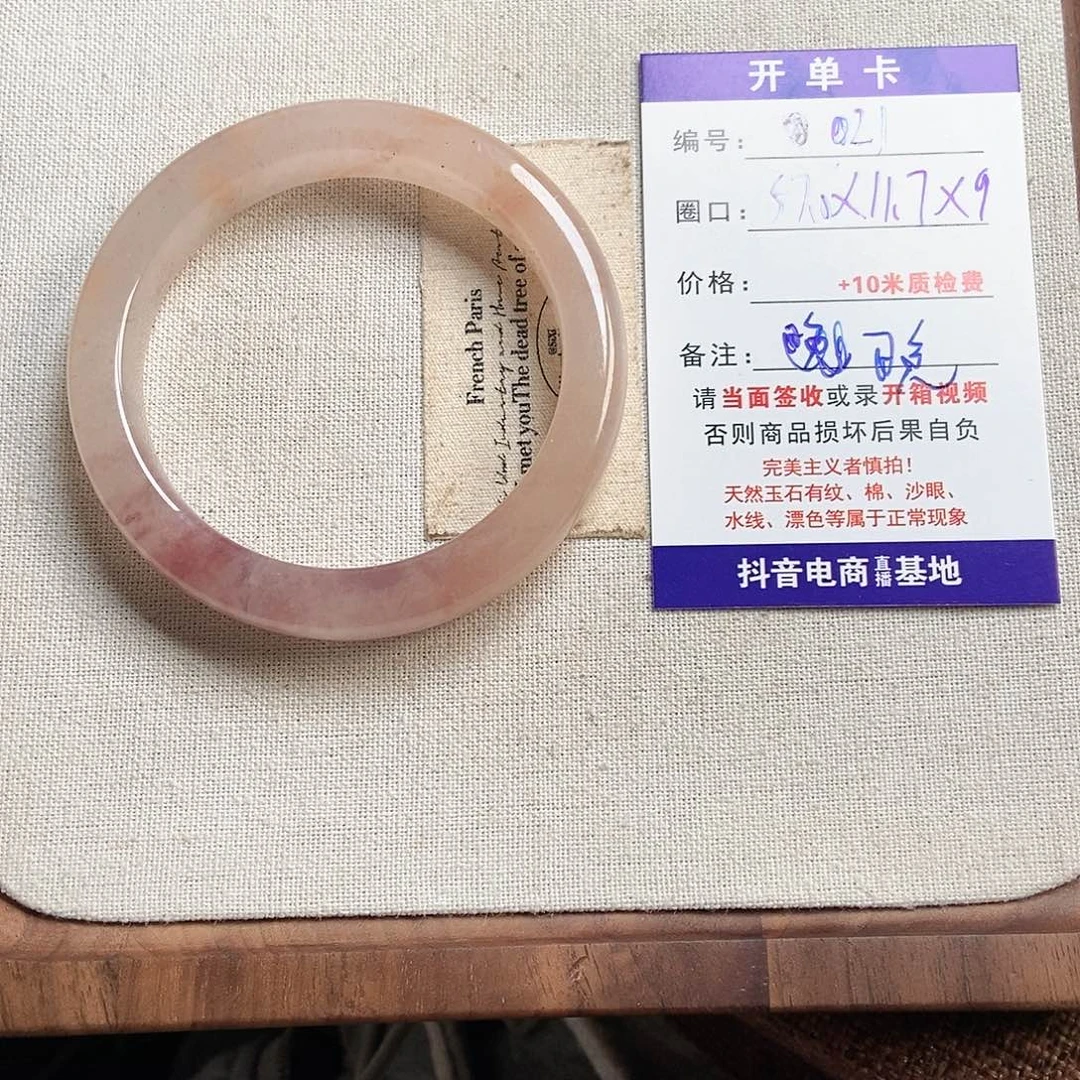 开单卡
编号: 021
圈口: 57.0X11.7X9
价格: +10米质检费
备注:
请当面签收或录开箱视频
否则商品损坏后果自负
完美主义者慎拍!
天然玉石有纹、棉、沙眼、
水线、漂色等属于正常现象
抖音电商直播基地
French Paris
met youThe dead tree of